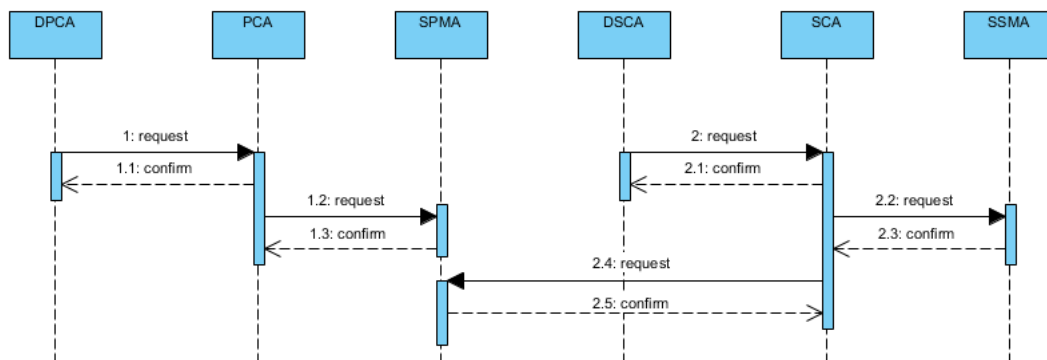 DPCA PCA SPMA DSCA SCA SSMA
1: request 2: request
1.1: confirm 2.1: confirm
1.2: request 2.2: request
1.3: confirm 2.3: confirm
2.4: request
2.5: confirm